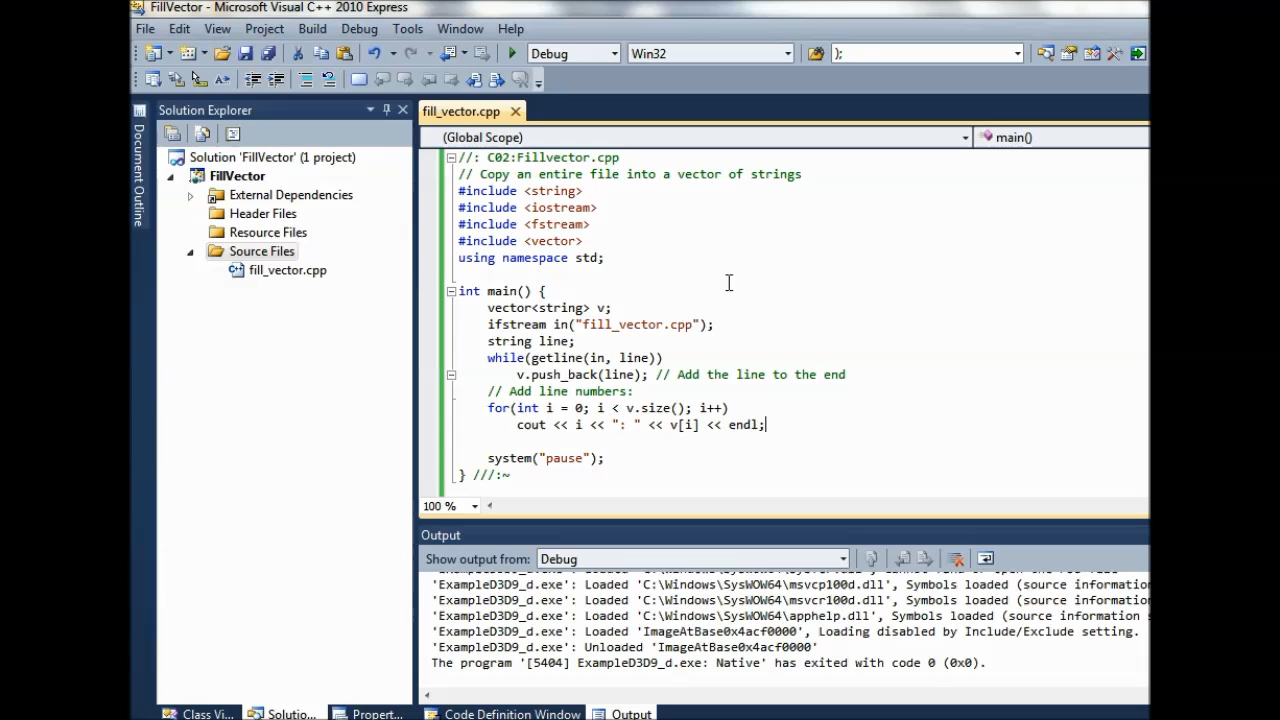 FillVector - Microsoft Visual C++ 2010 Express
File Edit View Project Build Debug Tools Window Help
Debug Win32 );
Document Outline
Solution Explorer
Solution 'FillVector' (1 project)
FillVector
External Dependencies
Header Files
Resource Files
Source Files
fill_vector.cpp
fill_vector.cpp
(Global Scope) main()
//: C02:Fillvector.cpp
// Copy an entire file into a vector of strings
#include <string>
#include <iostream>
#include <fstream>
#include <vector>
using namespace std;
int main() {
vector<string> v;
ifstream in("fill_vector.cpp");
string line;
while(getline(in, line))
v.push_back(line); // Add the line to the end
// Add line numbers:
for(int i = 0; i < v.size(); i++)
cout << i << ": " << v[i] << endl;
system("pause");
} ///:~
100 %
Output
Show output from: Debug
'ExampleD3D9_d.exe': Loaded 'C:\Windows\SysWOW64\msvcp100d.dll', Symbols loaded (source informatio
'ExampleD3D9_d.exe': Loaded 'C:\Windows\SysWOW64\msvcr100d.dll', Symbols loaded (source informatio
'ExampleD3D9_d.exe': Loaded 'C:\Windows\SysWOW64\apphelp.dll', Symbols loaded (source information s
'ExampleD3D9_d.exe': Loaded 'ImageAtBase0x4acf0000', Loading disabled by Include/Exclude setting.
'ExampleD3D9_d.exe': Unloaded 'ImageAtBase0x4acf0000'
The program '[5404] ExampleD3D9_d.exe: Native' has exited with code 0 (0x0).
Class Vi... Solutio... Propert... Code Definition Window Output